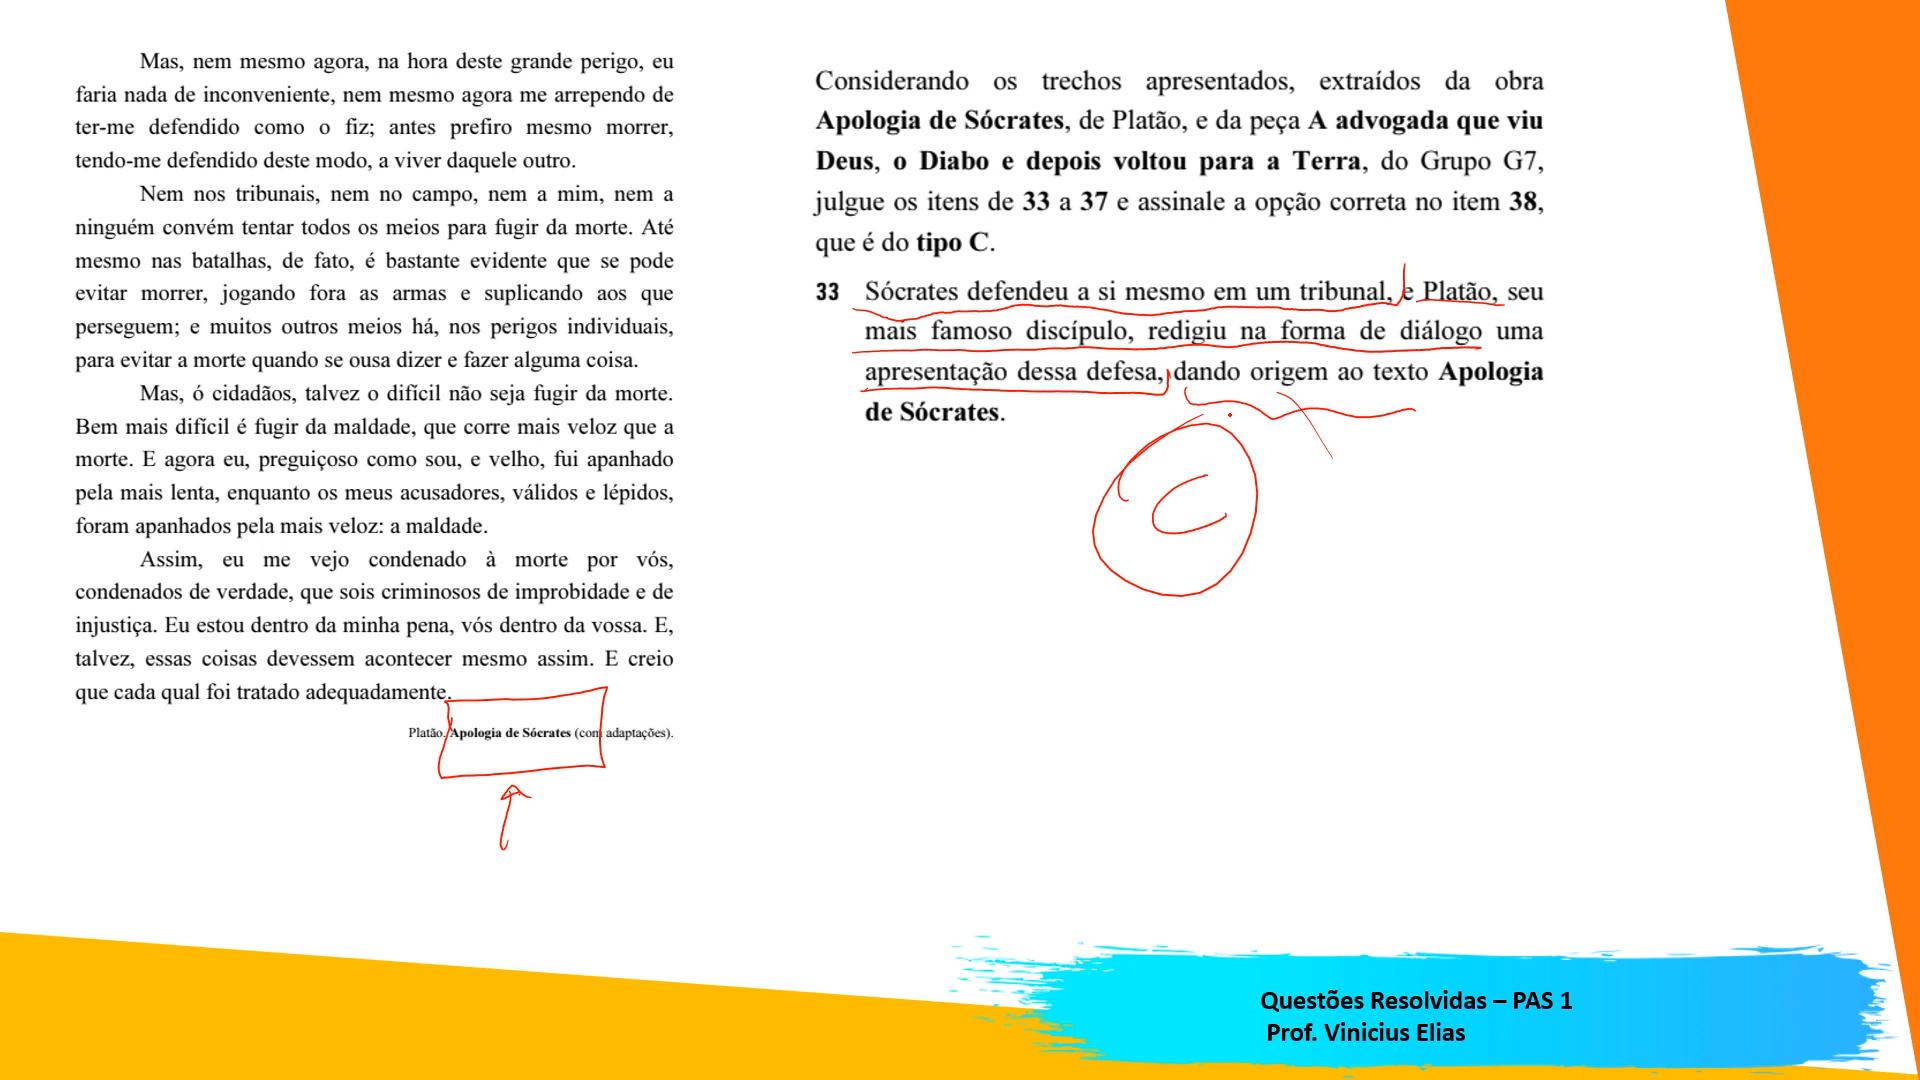 Mas, nem mesmo agora, na hora deste grande perigo, eu
faria nada de inconveniente, nem mesmo agora me arrependo de
ter-me defendido como o fiz; antes prefiro mesmo morrer,
tendo-me defendido deste modo, a viver daquele outro.
Nem nos tribunais, nem no campo, nem a mim, nem a
ninguém convém tentar todos os meios para fugir da morte. Até
mesmo nas batalhas, de fato, é bastante evidente que se pode
evitar morrer, jogando fora as armas e suplicando aos que
perseguem; e muitos outros meios há, nos perigos individuais,
para evitar a morte quando se ousa dizer e fazer alguma coisa.
Mas, ó cidadãos, talvez o difícil não seja fugir da morte.
Bem mais difícil é fugir da maldade, que corre mais veloz que a
morte. E agora eu, preguiçoso como sou, e velho, fui apanhado
pela mais lenta, enquanto os meus acusadores, válidos e lépidos,
foram apanhados pela mais veloz: a maldade.
Assim, eu me vejo condenado à morte por vós,
condenados de verdade, que sois criminosos de improbidade e de
injustiça. Eu estou dentro da minha pena, vós dentro da vossa. E,
talvez, essas coisas devessem acontecer mesmo assim. E creio
que cada qual foi tratado adequadamente.
Platão. Apologia de Sócrates (com adaptações).
Considerando os trechos apresentados, extraídos da obra
Apologia de Sócrates, de Platão, e da peça A advogada que viu
Deus, o Diabo e depois voltou para a Terra, do Grupo G7,
julgue os itens de 33 a 37 e assinale a opção correta no item 38,
que é do tipo C.
33 Sócrates defendeu a si mesmo em um tribunal, e Platão, seu
mais famoso discípulo, redigiu na forma de diálogo uma
apresentação dessa defesa, dando origem ao texto Apologia
de Sócrates.
C
Questões Resolvidas – PAS 1
Prof. Vinicius Elias